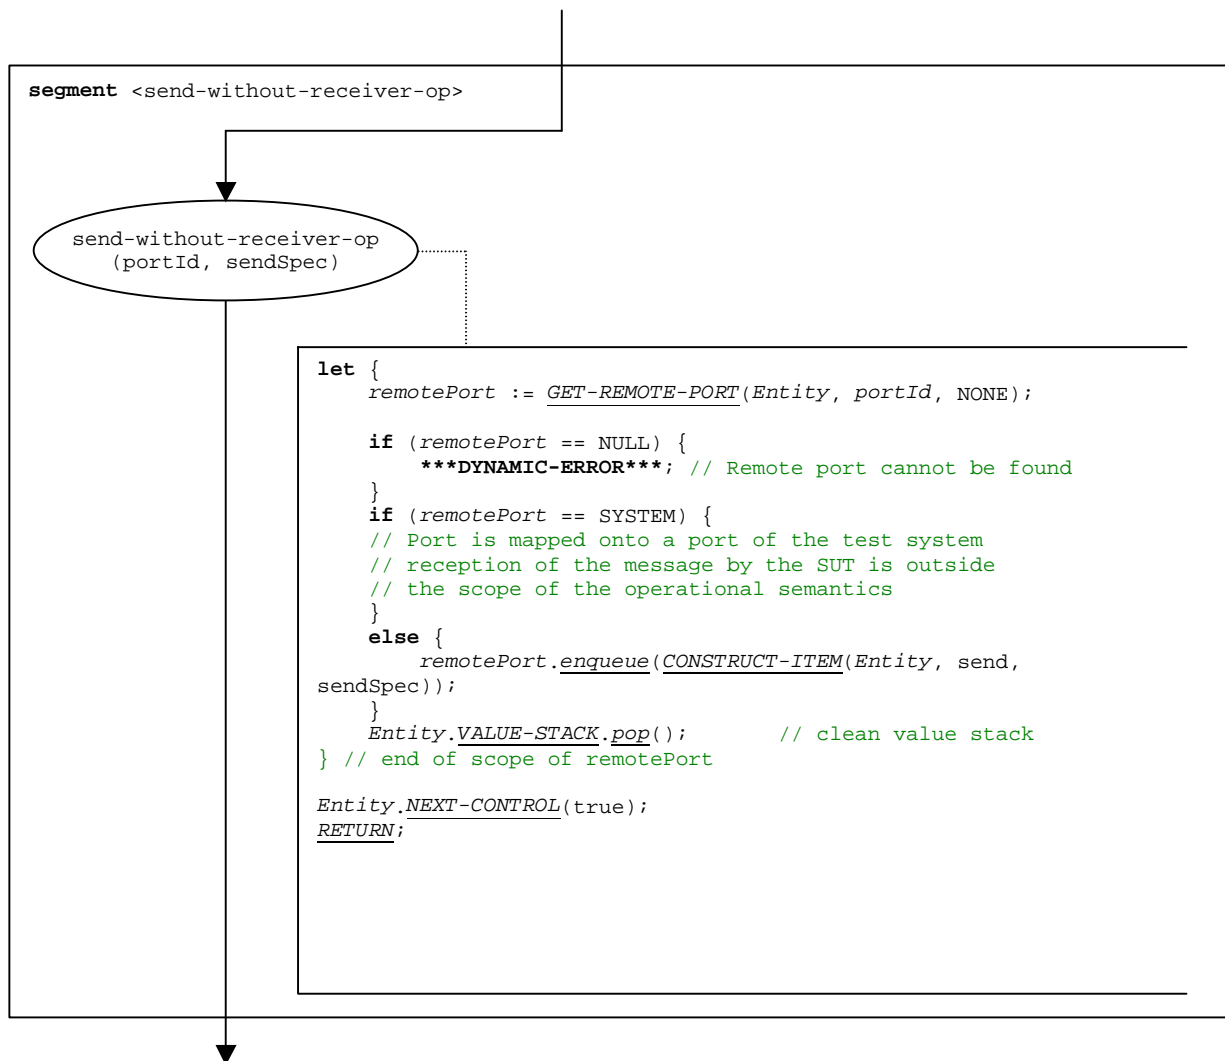 segment <send-without-receiver-op>
send-without-receiver-op
(portId, sendSpec)
let {
remotePort := GET-REMOTE-PORT(Entity, portId, NONE);
if (remotePort == NULL) {
***DYNAMIC-ERROR***; // Remote port cannot be found
}
if (remotePort == SYSTEM) {
// Port is mapped onto a port of the test system
// reception of the message by the SUT is outside
// the scope of the operational semantics
}
else {
remotePort.enqueue(CONSTRUCT-ITEM(Entity, send,
sendSpec));
}
Entity.VALUE-STACK.pop(); // clean value stack
} // end of scope of remotePort
Entity.NEXT-CONTROL(true);
RETURN;